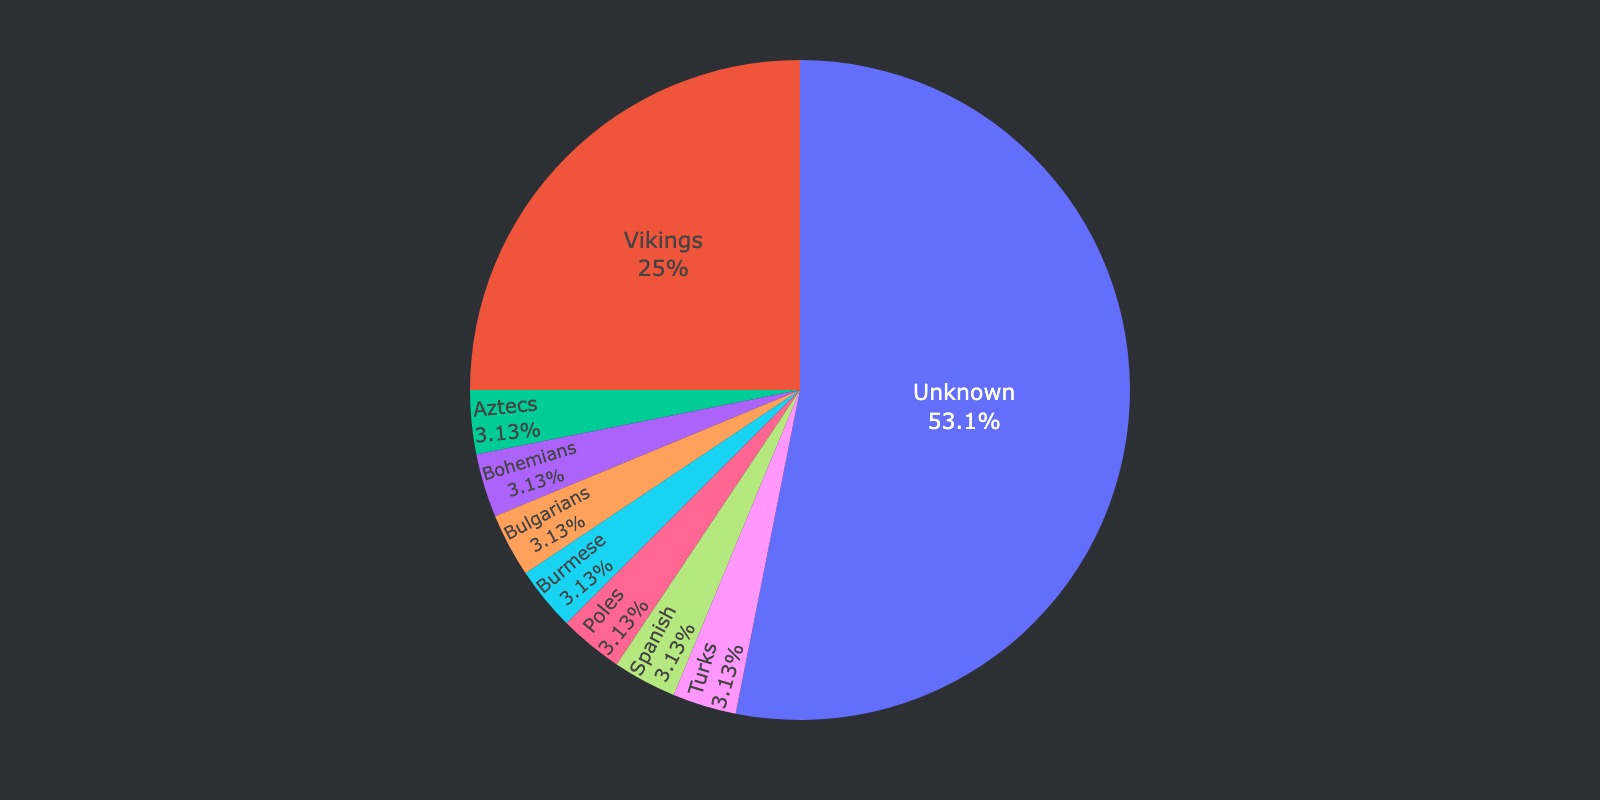 Vikings
25%
Unknown
53.1%
Aztecs
3.13%
Bohemians
3.13%
Bulgarians
3.13%
Burmese
3.13%
Poles
3.13%
Spanish
3.13%
Turks
3.13%